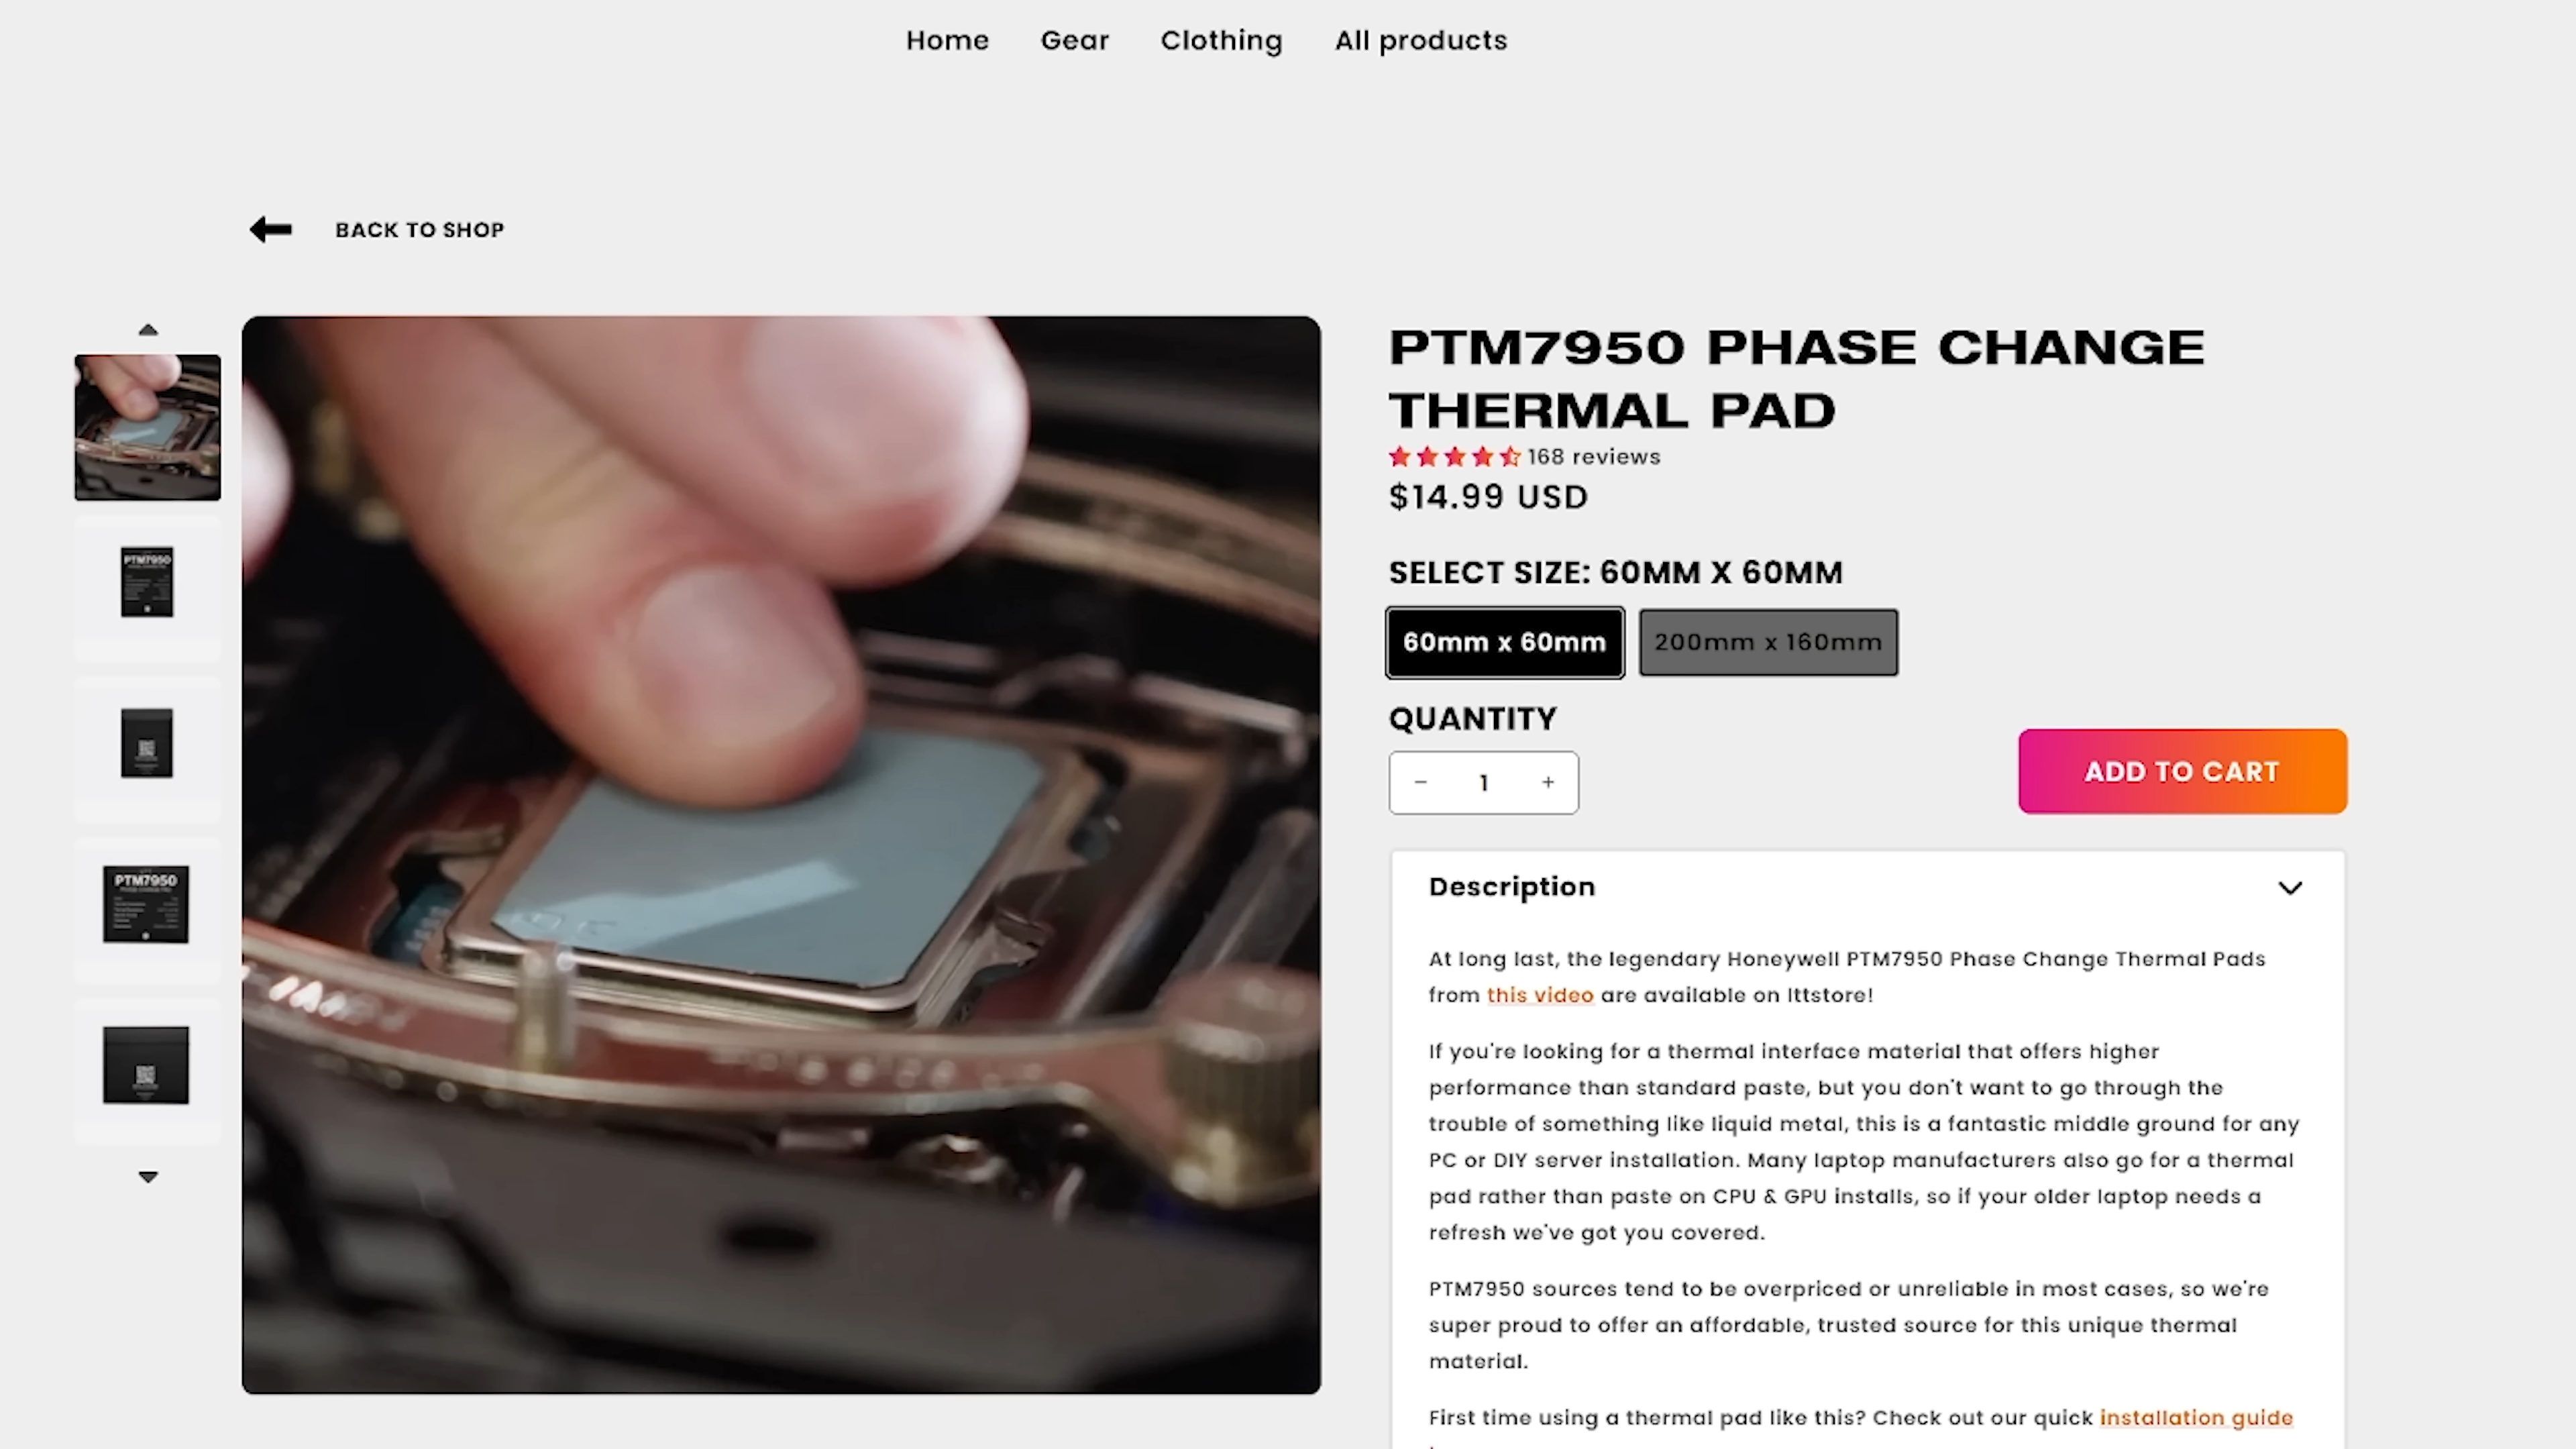 Home Gear Clothing All products
BACK TO SHOP
PTM7950
PTM7950
PTM7950 PHASE CHANGE
THERMAL PAD
168 reviews
$14.99 USD
SELECT SIZE: 60MM X 60MM
60mm x 60mm 200mm x 160mm
QUANTITY
− 1 +
ADD TO CART
Description
At long last, the legendary Honeywell PTM7950 Phase Change Thermal Pads
from this video are available on lttstore!
If you're looking for a thermal interface material that offers higher
performance than standard paste, but you don't want to go through the
trouble of something like liquid metal, this is a fantastic middle ground for any
PC or DIY server installation. Many laptop manufacturers also go for a thermal
pad rather than paste on CPU & GPU installs, so if your older laptop needs a
refresh we've got you covered.
PTM7950 sources tend to be overpriced or unreliable in most cases, so we're
super proud to offer an affordable, trusted source for this unique thermal
material.
First time using a thermal pad like this? Check out our quick installation guide